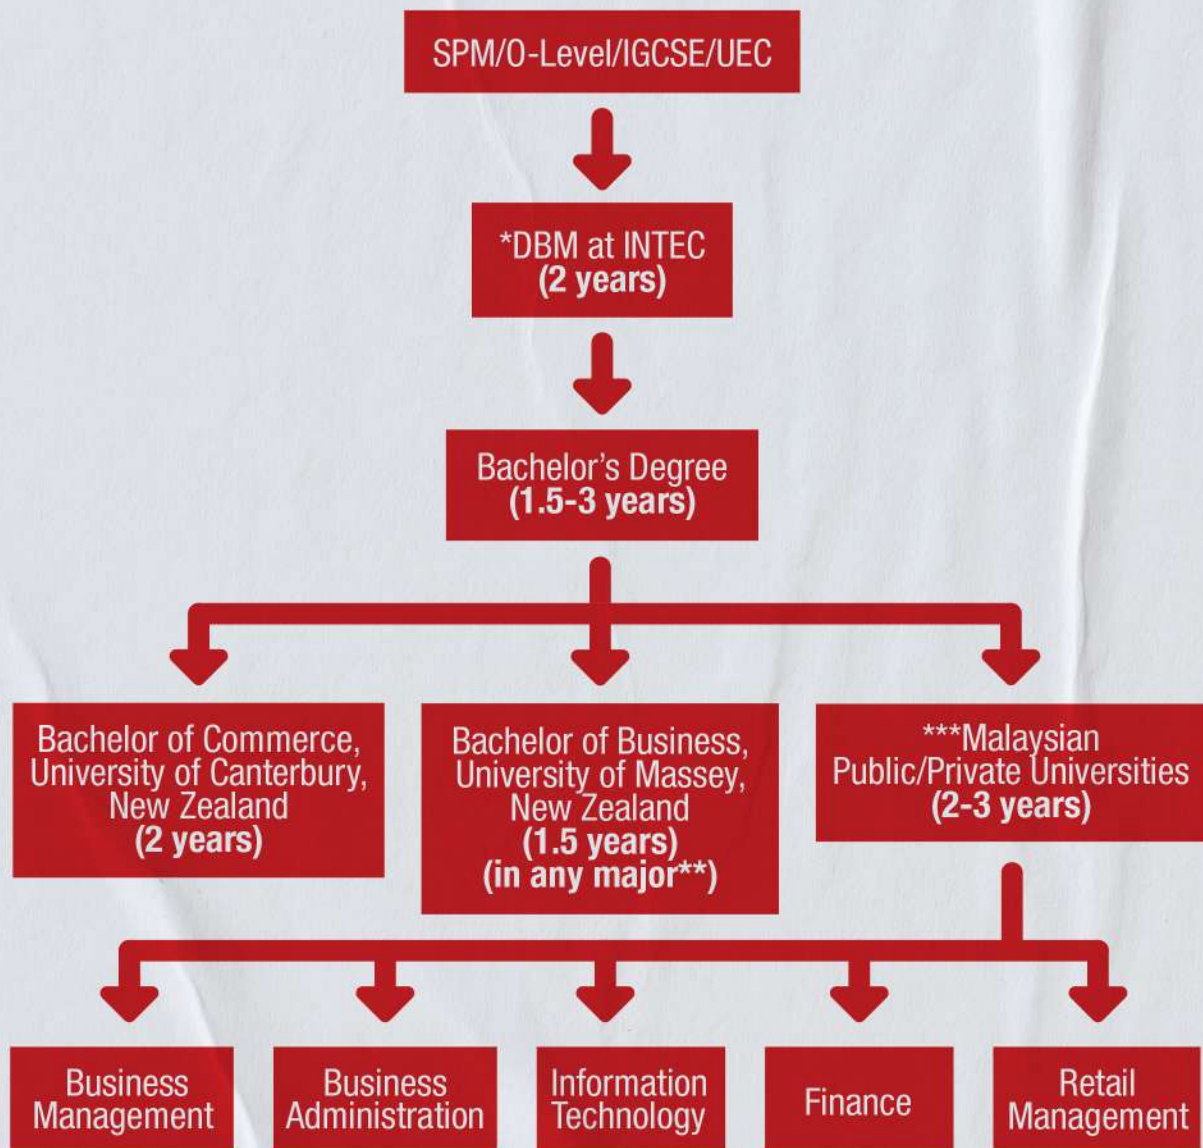 SPM/O-Level/IGCSE/UEC
*DBM at INTEC
(2 years)
Bachelor’s Degree
(1.5-3 years)
Bachelor of Commerce,
University of Canterbury,
New Zealand
(2 years)
Bachelor of Business,
University of Massey,
New Zealand
(1.5 years)
(in any major**)
***Malaysian
Public/Private Universities
(2-3 years)
Business
Management
Business
Administration
Information
Technology
Finance
Retail
Management